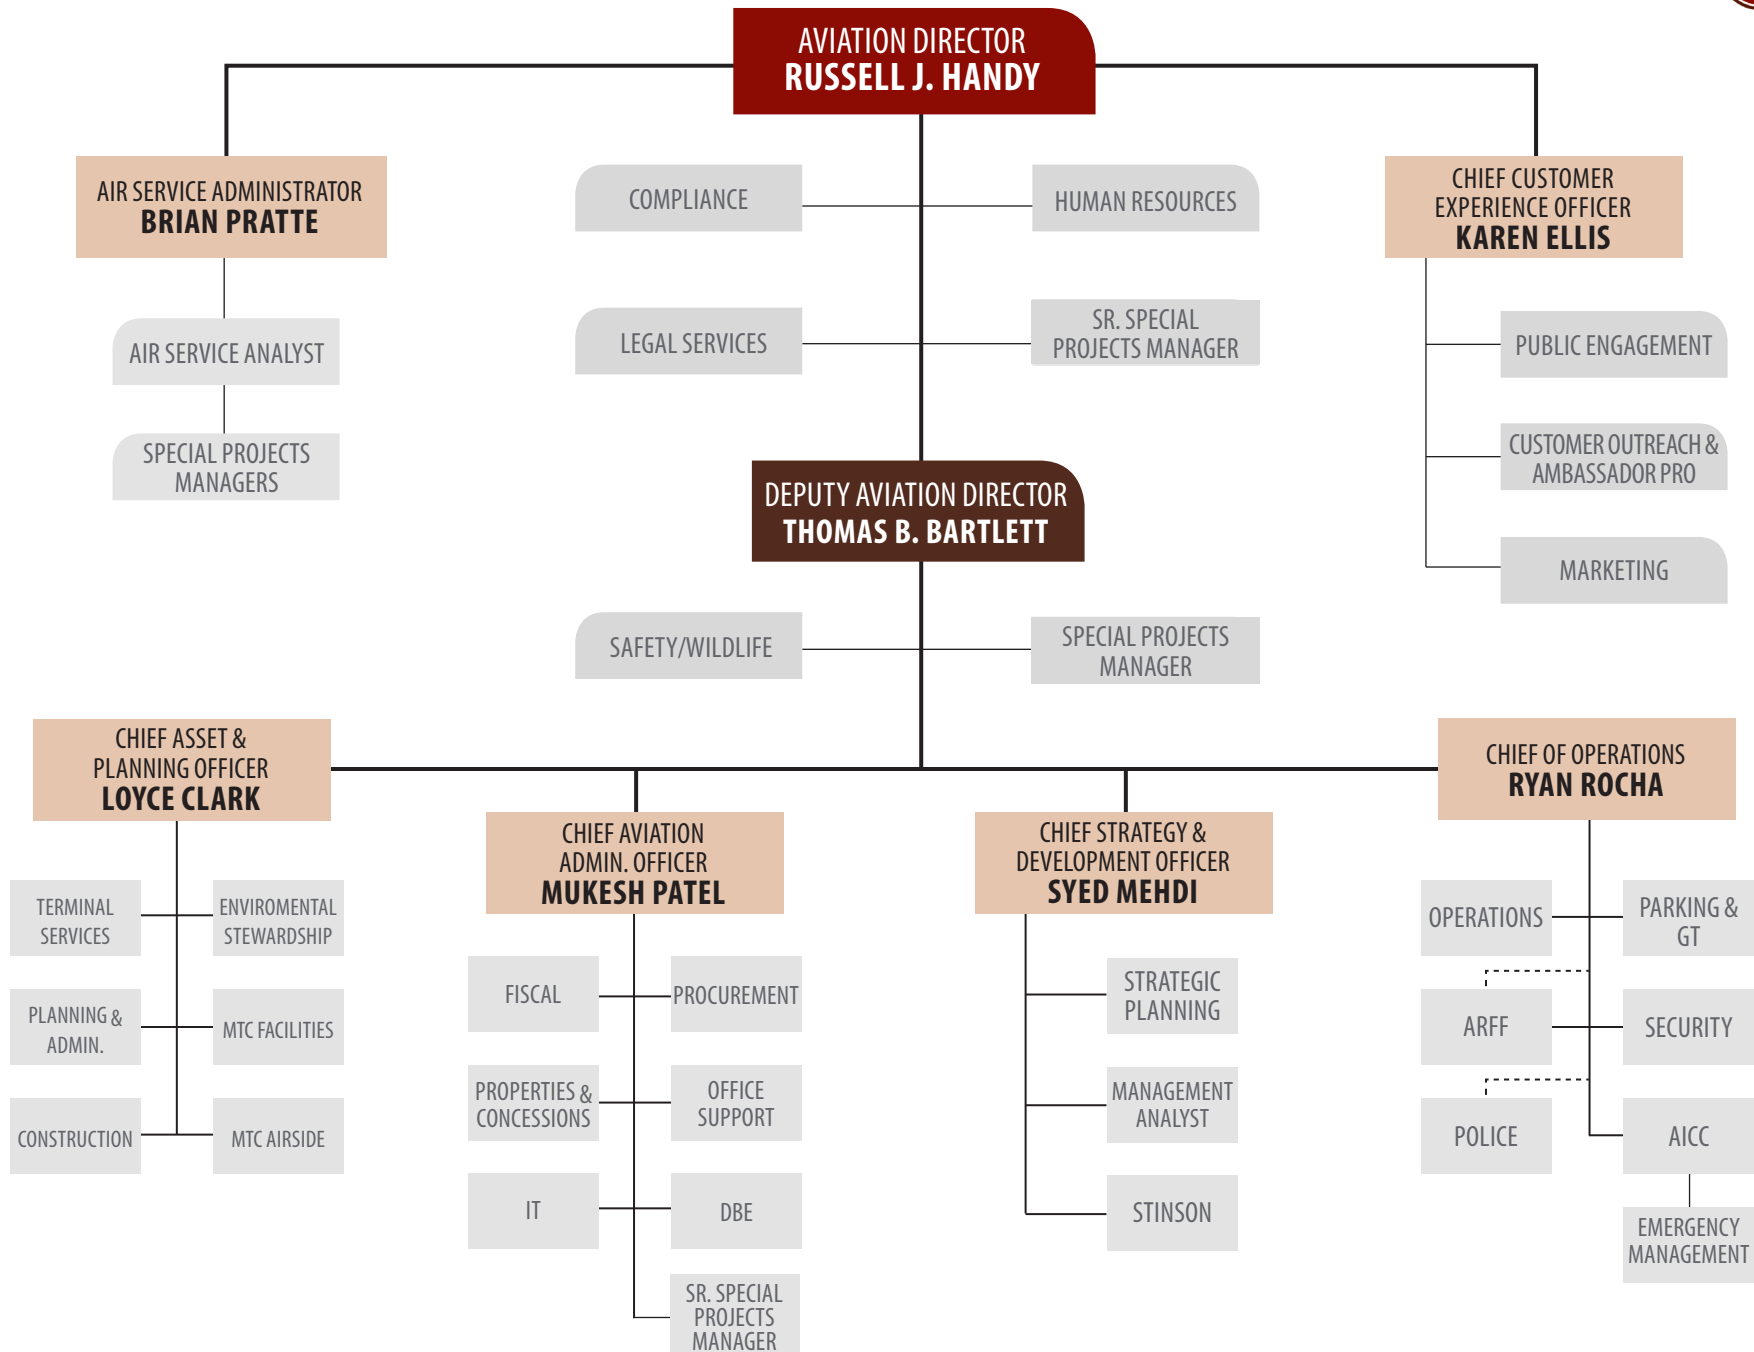 AVIATION DIRECTOR
RUSSELL J. HANDY
AIR SERVICE ADMINISTRATOR
BRIAN PRATTE
AIR SERVICE ANALYST
SPECIAL PROJECTS
MANAGERS
COMPLIANCE
HUMAN RESOURCES
LEGAL SERVICES
SR. SPECIAL
PROJECTS MANAGER
CHIEF CUSTOMER
EXPERIENCE OFFICER
KAREN ELLIS
PUBLIC ENGAGEMENT
CUSTOMER OUTREACH &
AMBASSADOR PRO
MARKETING
DEPUTY AVIATION DIRECTOR
THOMAS B. BARTLETT
SAFETY/WILDLIFE
SPECIAL PROJECTS
MANAGER
CHIEF ASSET &
PLANNING OFFICER
LOYCE CLARK
TERMINAL
SERVICES
ENVIROMENTAL
STEWARDSHIP
PLANNING &
ADMIN.
MTC FACILITIES
CONSTRUCTION
MTC AIRSIDE
CHIEF AVIATION
ADMIN. OFFICER
MUKESH PATEL
FISCAL
PROCUREMENT
PROPERTIES &
CONCESSIONS
OFFICE
SUPPORT
IT
DBE
SR. SPECIAL
PROJECTS
MANAGER
CHIEF STRATEGY &
DEVELOPMENT OFFICER
SYED MEHDI
STRATEGIC
PLANNING
MANAGEMENT
ANALYST
STINSON
CHIEF OF OPERATIONS
RYAN ROCHA
OPERATIONS
PARKING &
GT
ARFF
SECURITY
POLICE
AICC
EMERGENCY
MANAGEMENT